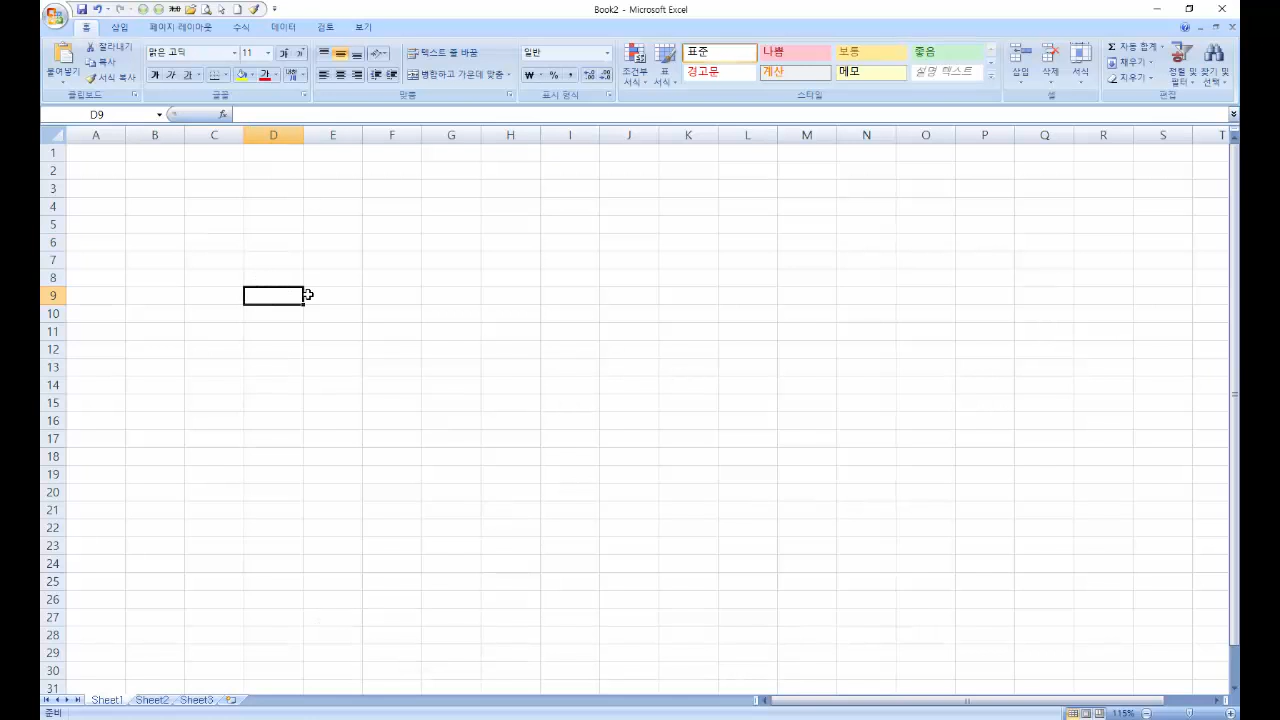 Book2 - Microsoft Excel
홈 삽입 페이지 레이아웃 수식 데이터 검토 보기
붙여넣기 잘라내기 복사 서식 복사
맑은 고딕 11
가 가 가
텍스트 줄 바꿈
병합하고 가운데 맞춤
일반
% ,
조건부 서식 표 서식
표준 나쁨 보통 좋음
경고문 계산 메모 설명 텍스트
삽입 삭제 서식
Σ 자동 합계
채우기
지우기
정렬 및 필터 찾기 및 선택
클립보드 글꼴 맞춤 표시 형식 스타일 셀 편집
D9 fx
A B C D E F G H I J K L M N O P Q R S T
1
2
3
4
5
6
7
8
9
10
11
12
13
14
15
16
17
18
19
20
21
22
23
24
25
26
27
28
29
30
31
Sheet1 Sheet2 Sheet3
준비 115%